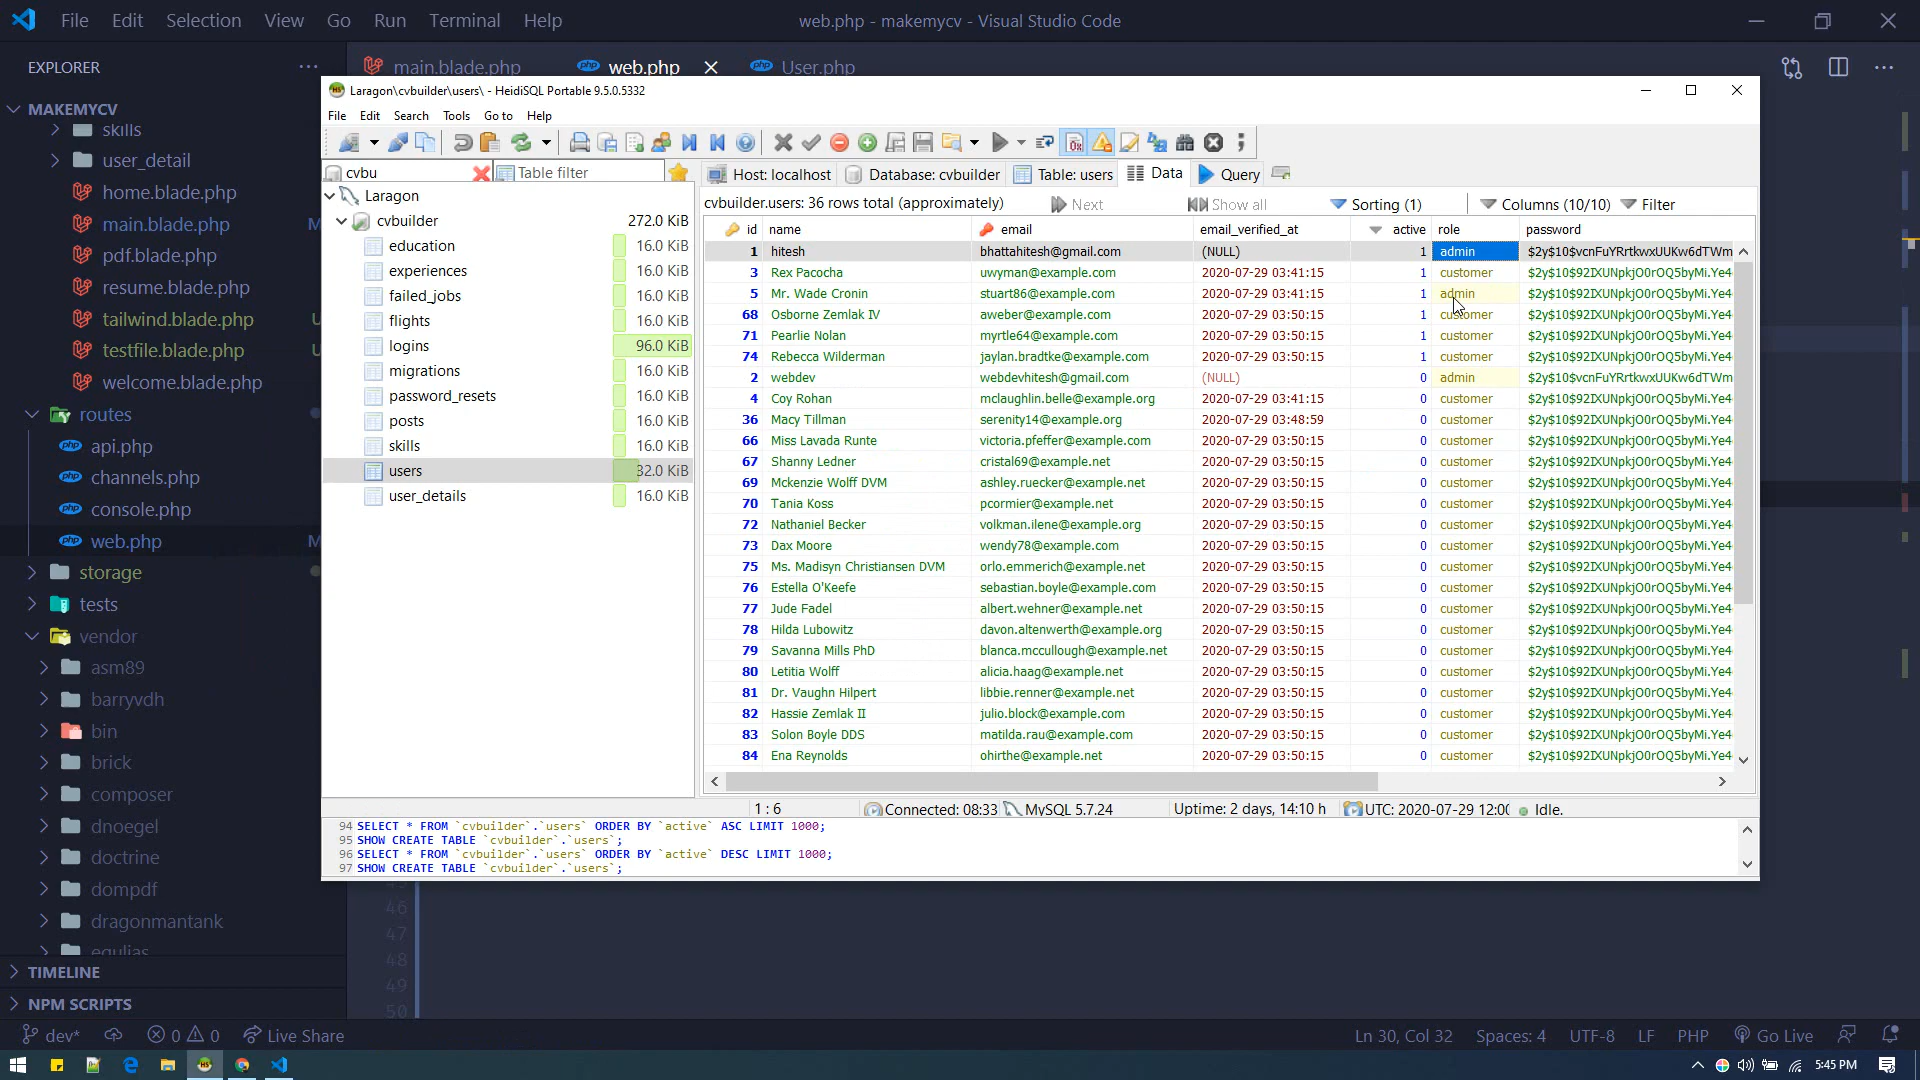 File Edit Selection View Go Run Terminal Help
web.php - makemycv - Visual Studio Code
EXPLORER
main.blade.php
web.php
User.php
MAKEMYCV
skills
user_detail
home.blade.php
main.blade.php M
pdf.blade.php
resume.blade.php
tailwind.blade.php U
testfile.blade.php U
welcome.blade.php
routes
api.php
channels.php
console.php
web.php M
storage
tests
vendor
asm89
barryvdh
bin
brick
composer
dnoegel
doctrine
dompdf
dragonmantank
egulias
TIMELINE
NPM SCRIPTS
Laragon\cvbuilder\users\ - HeidiSQL Portable 9.5.0.5332
File Edit Search Tools Go to Help
cvbu
Table filter
Host: localhost Database: cvbuilder Table: users Data Query
Laragon
cvbuilder 272.0 KiB
education 16.0 KiB
experiences 16.0 KiB
failed_jobs 16.0 KiB
flights 16.0 KiB
logins 96.0 KiB
migrations 16.0 KiB
password_resets 16.0 KiB
posts 16.0 KiB
skills 16.0 KiB
users 32.0 KiB
user_details 16.0 KiB
cvbuilder.users: 36 rows total (approximately) Next Show all Sorting (1) Columns (10/10) Filter
id name email email_verified_at active role password
1 hitesh bhattahitesh@gmail.com (NULL) 1 admin $2y$10$vcnFuYRrtkwxUUKw6dTWm
3 Rex Pacocha uwyman@example.com 2020-07-29 03:41:15 1 customer $2y$10$92IXUNpkjO0rOQ5byMi.Ye4
5 Mr. Wade Cronin stuart86@example.com 2020-07-29 03:41:15 1 admin $2y$10$92IXUNpkjO0rOQ5byMi.Ye4
68 Osborne Zemlak IV aweber@example.com 2020-07-29 03:50:15 1 customer $2y$10$92IXUNpkjO0rOQ5byMi.Ye4
71 Pearlie Nolan myrtle64@example.com 2020-07-29 03:50:15 1 customer $2y$10$92IXUNpkjO0rOQ5byMi.Ye4
74 Rebecca Wilderman jaylan.bradtke@example.com 2020-07-29 03:50:15 1 customer $2y$10$92IXUNpkjO0rOQ5byMi.Ye4
2 webdev webdevhitesh@gmail.com (NULL) 0 admin $2y$10$vcnFuYRrtkwxUUKw6dTWm
4 Coy Rohan mclaughlin.belle@example.org 2020-07-29 03:41:15 0 customer $2y$10$92IXUNpkjO0rOQ5byMi.Ye4
36 Macy Tillman serenity14@example.org 2020-07-29 03:48:59 0 customer $2y$10$92IXUNpkjO0rOQ5byMi.Ye4
66 Miss Lavada Runte victoria.pfeffer@example.com 2020-07-29 03:50:15 0 customer $2y$10$92IXUNpkjO0rOQ5byMi.Ye4
67 Shanny Ledner cristal69@example.net 2020-07-29 03:50:15 0 customer $2y$10$92IXUNpkjO0rOQ5byMi.Ye4
69 Mckenzie Wolff DVM ashley.ruecker@example.net 2020-07-29 03:50:15 0 customer $2y$10$92IXUNpkjO0rOQ5byMi.Ye4
70 Tania Koss pcormier@example.net 2020-07-29 03:50:15 0 customer $2y$10$92IXUNpkjO0rOQ5byMi.Ye4
72 Nathaniel Becker volkman.ilene@example.org 2020-07-29 03:50:15 0 customer $2y$10$92IXUNpkjO0rOQ5byMi.Ye4
73 Dax Moore wendy78@example.com 2020-07-29 03:50:15 0 customer $2y$10$92IXUNpkjO0rOQ5byMi.Ye4
75 Ms. Madisyn Christiansen DVM orlo.emmerich@example.net 2020-07-29 03:50:15 0 customer $2y$10$92IXUNpkjO0rOQ5byMi.Ye4
76 Estella O'Keefe sebastian.boyle@example.com 2020-07-29 03:50:15 0 customer $2y$10$92IXUNpkjO0rOQ5byMi.Ye4
77 Jude Fadel albert.wehner@example.net 2020-07-29 03:50:15 0 customer $2y$10$92IXUNpkjO0rOQ5byMi.Ye4
78 Hilda Lubowitz davon.altenwerth@example.org 2020-07-29 03:50:15 0 customer $2y$10$92IXUNpkjO0rOQ5byMi.Ye4
79 Savanna Mills PhD blanca.mccullough@example.net 2020-07-29 03:50:15 0 customer $2y$10$92IXUNpkjO0rOQ5byMi.Ye4
80 Letitia Wolff alicia.haag@example.net 2020-07-29 03:50:15 0 customer $2y$10$92IXUNpkjO0rOQ5byMi.Ye4
81 Dr. Vaughn Hilpert libbie.renner@example.net 2020-07-29 03:50:15 0 customer $2y$10$92IXUNpkjO0rOQ5byMi.Ye4
82 Hassie Zemlak II julio.block@example.com 2020-07-29 03:50:15 0 customer $2y$10$92IXUNpkjO0rOQ5byMi.Ye4
83 Solon Boyle DDS matilda.rau@example.com 2020-07-29 03:50:15 0 customer $2y$10$92IXUNpkjO0rOQ5byMi.Ye4
84 Ena Reynolds ohirthe@example.net 2020-07-29 03:50:15 0 customer $2y$10$92IXUNpkjO0rOQ5byMi.Ye4
1 : 6 Connected: 08:33 MySQL 5.7.24 Uptime: 2 days, 14:10 h UTC: 2020-07-29 12:00 Idle.
94 SELECT * FROM `cvbuilder`.`users` ORDER BY `active` ASC LIMIT 1000;
95 SHOW CREATE TABLE `cvbuilder`.`users`;
96 SELECT * FROM `cvbuilder`.`users` ORDER BY `active` DESC LIMIT 1000;
97 SHOW CREATE TABLE `cvbuilder`.`users`;
46
47
48
49
50
dev* 0 0 Live Share
Ln 30, Col 32 Spaces: 4 UTF-8 LF PHP Go Live
5:45 PM